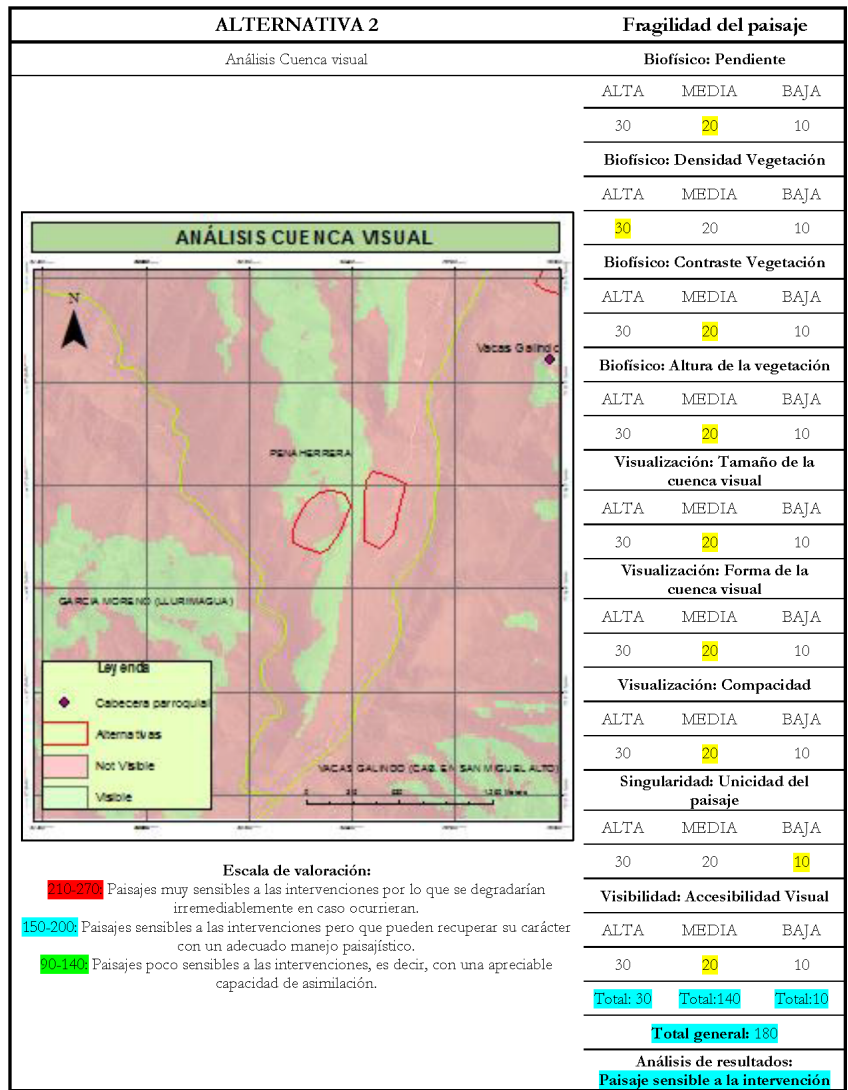 ALTERNATIVA 2
Fragilidad del paisaje
Análisis Cuenca visual
Biofísico: Pendiente
ALTA MEDIA BAJA
30 20 10
Biofísico: Densidad Vegetación
ALTA MEDIA BAJA
30 20 10
Biofísico: Contraste Vegetación
ALTA MEDIA BAJA
30 20 10
Biofísico: Altura de la vegetación
ALTA MEDIA BAJA
30 20 10
Visualización: Tamaño de la
cuenca visual
ALTA MEDIA BAJA
30 20 10
Visualización: Forma de la
cuenca visual
ALTA MEDIA BAJA
30 20 10
Visualización: Compacidad
ALTA MEDIA BAJA
30 20 10
Singularidad: Unicidad del
paisaje
ALTA MEDIA BAJA
30 20 10
Visibilidad: Accesibilidad Visual
ALTA MEDIA BAJA
30 20 10
Total: 30 Total:140 Total:10
Total general: 180
Análisis de resultados:
Paisaje sensible a la intervención
ANÁLISIS CUENCA VISUAL
N
Vacas Galindo
PEÑAHERRERA
GARCIA MORENO (LLURIMAGUA)
VACAS GALINDO (CAB. EN SAN MIGUEL ALTO)
Leyenda
Cabecera parroquial
Alternativas
Not Visible
Visible
Escala de valoración:
210-270: Paisajes muy sensibles a las intervenciones por lo que se degradarían
irremediablemente en caso ocurrieran.
150-200: Paisajes sensibles a las intervenciones pero que pueden recuperar su carácter
con un adecuado manejo paisajístico.
90-140: Paisajes poco sensibles a las intervenciones, es decir, con una apreciable
capacidad de asimilación.